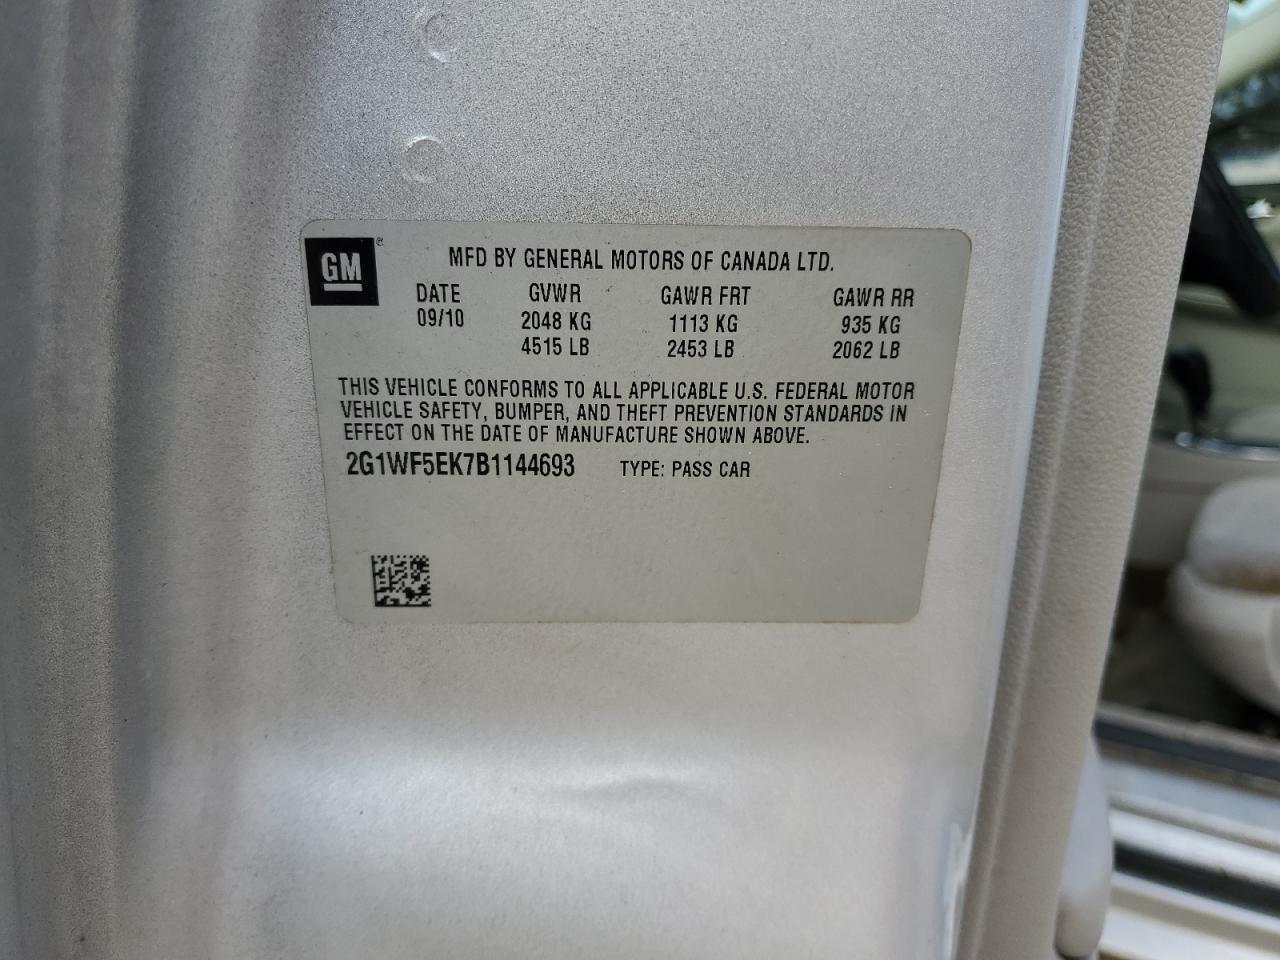 GM ®
MFD BY GENERAL MOTORS OF CANADA LTD.
DATE GVWR GAWR FRT GAWR RR
09/10 2048 KG 1113 KG 935 KG
4515 LB 2453 LB 2062 LB
THIS VEHICLE CONFORMS TO ALL APPLICABLE U.S. FEDERAL MOTOR
VEHICLE SAFETY, BUMPER, AND THEFT PREVENTION STANDARDS IN
EFFECT ON THE DATE OF MANUFACTURE SHOWN ABOVE.
2G1WF5EK7B1144693 TYPE: PASS CAR